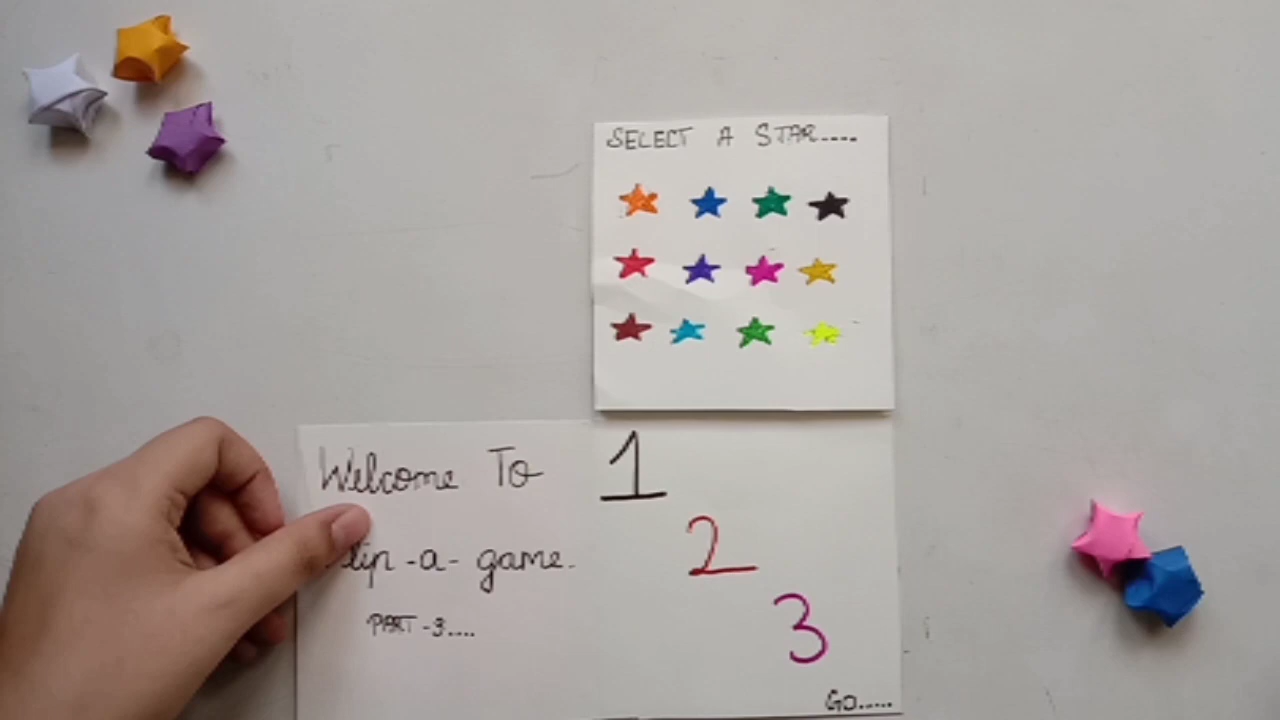 SELECT A STAR....
Welcome To
-a- game.
PART-3....
1
2
3
GO.....